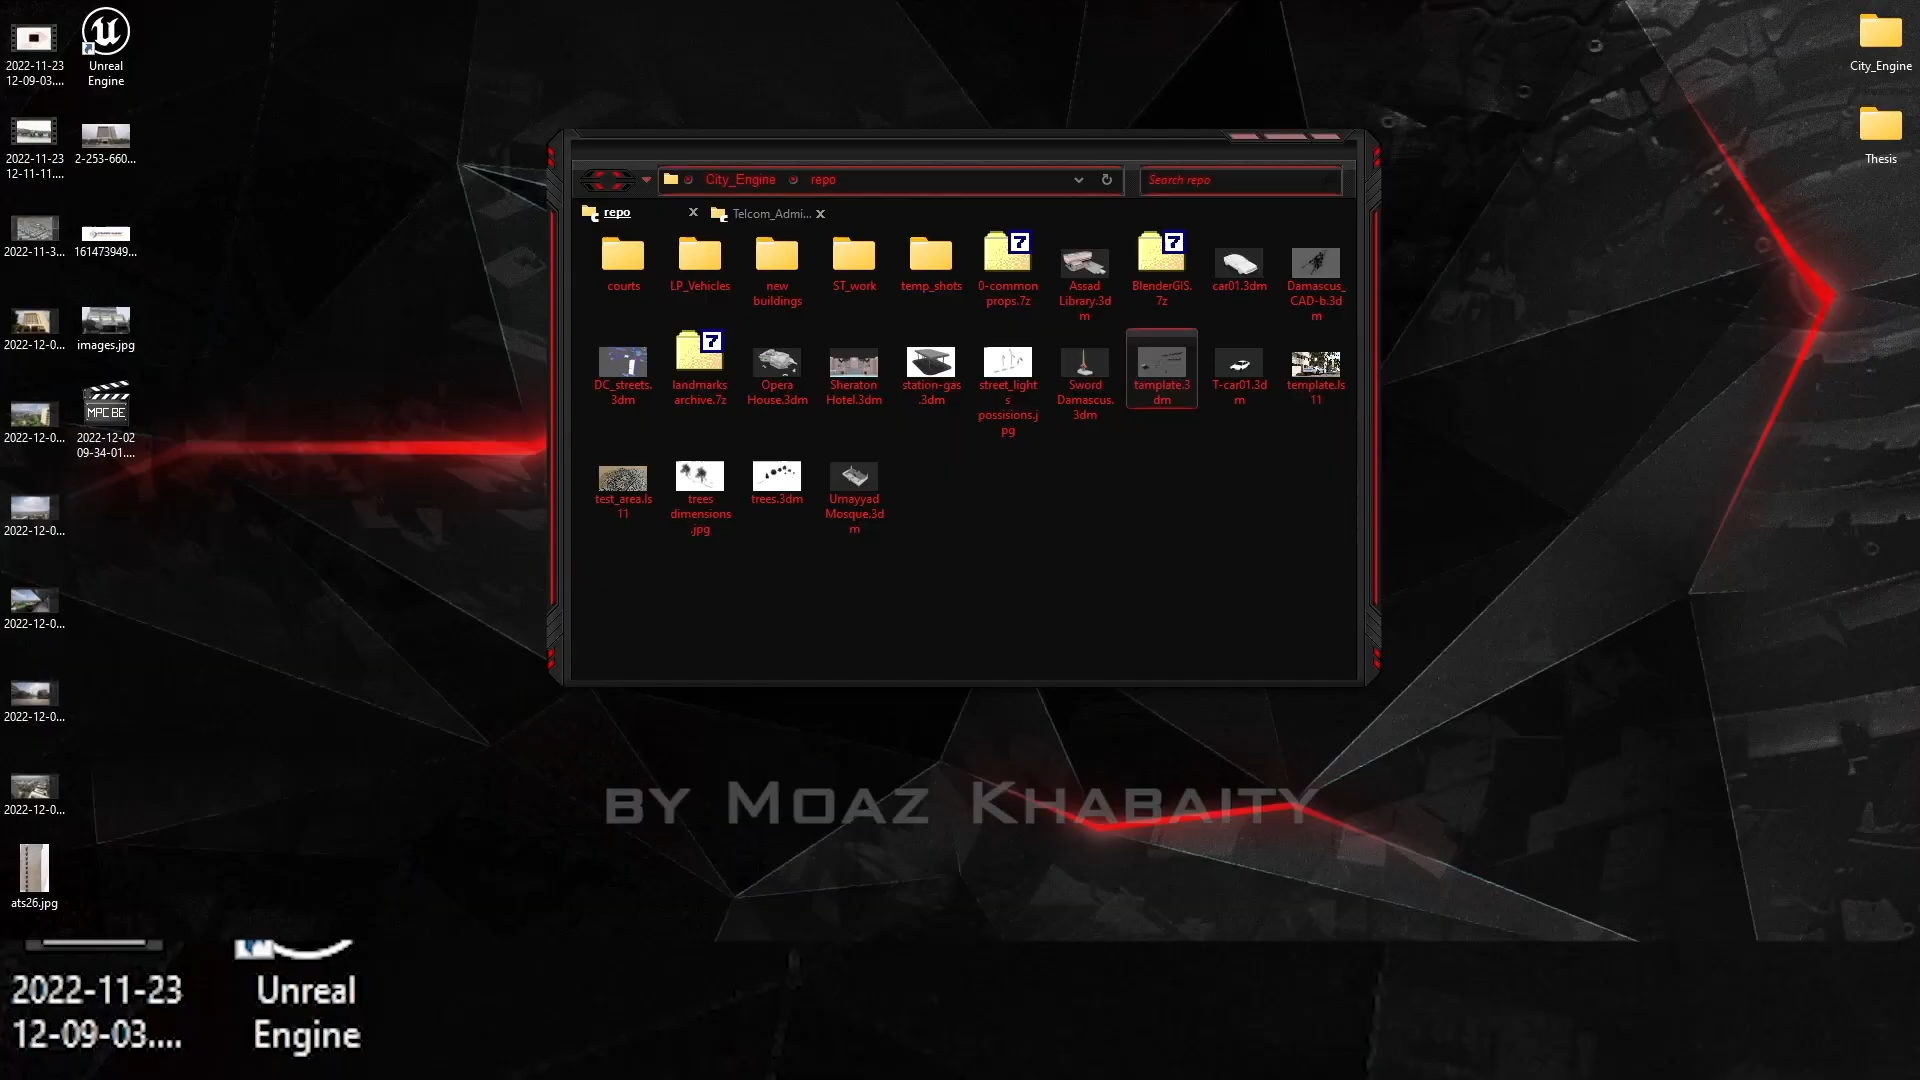 2022-11-23
12-09-03....
Unreal
Engine
2022-11-23
12-11-11....
2-253-660...
2022-11-3...
161473949...
2022-12-0...
images.jpg
2022-12-0...
MPC BE
2022-12-02
09-34-01....
2022-12-0...
2022-12-0...
2022-12-0...
2022-12-0...
ats26.jpg
City_Engine
Thesis
City_Engine
repo
Search repo
repo
X
Telcom_Admi...
X
courts
LP_Vehicles
new
buildings
ST_work
temp_shots
7
0-common
props.7z
Assad
Library.3d
m
7
BlenderGIS.
7z
car01.3dm
Damascus_
CAD-b.3d
m
DC_streets.
3dm
7
landmarks
archive.7z
Opera
House.3dm
Sheraton
Hotel.3dm
station-gas
.3dm
street_light
s
possisions.j
pg
Sword
Damascus.
3dm
tamplate.3
dm
T-car01.3d
m
template.ls
11
test_area.ls
11
trees
dimensions
.jpg
trees.3dm
Umayyad
Mosque.3d
m
by Moaz Khabaity
2022-11-23
12-09-03....
Unreal
Engine